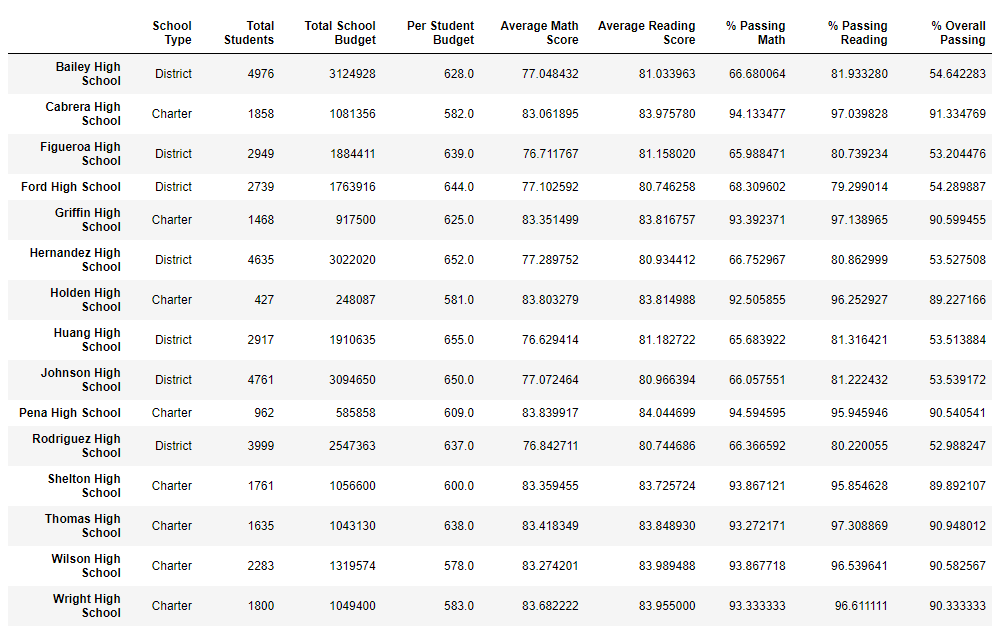 School Type Total Students Total School Budget Per Student Budget Average Math Score Average Reading Score % Passing Math % Passing Reading % Overall Passing
Bailey High School District 4976 3124928 628.0 77.048432 81.033963 66.680064 81.933280 54.642283
Cabrera High School Charter 1858 1081356 582.0 83.061895 83.975780 94.133477 97.039828 91.334769
Figueroa High School District 2949 1884411 639.0 76.711767 81.158020 65.988471 80.739234 53.204476
Ford High School District 2739 1763916 644.0 77.102592 80.746258 68.309602 79.299014 54.289887
Griffin High School Charter 1468 917500 625.0 83.351499 83.816757 93.392371 97.138965 90.599455
Hernandez High School District 4635 3022020 652.0 77.289752 80.934412 66.752967 80.862999 53.527508
Holden High School Charter 427 248087 581.0 83.803279 83.814988 92.505855 96.252927 89.227166
Huang High School District 2917 1910635 655.0 76.629414 81.182722 65.683922 81.316421 53.513884
Johnson High School District 4761 3094650 650.0 77.072464 80.966394 66.057551 81.222432 53.539172
Pena High School Charter 962 585858 609.0 83.839917 84.044699 94.594595 95.945946 90.540541
Rodriguez High School District 3999 2547363 637.0 76.842711 80.744686 66.366592 80.220055 52.988247
Shelton High School Charter 1761 1056600 600.0 83.359455 83.725724 93.867121 95.854628 89.892107
Thomas High School Charter 1635 1043130 638.0 83.418349 83.848930 93.272171 97.308869 90.948012
Wilson High School Charter 2283 1319574 578.0 83.274201 83.989488 93.867718 96.539641 90.582567
Wright High School Charter 1800 1049400 583.0 83.682222 83.955000 93.333333 96.611111 90.333333